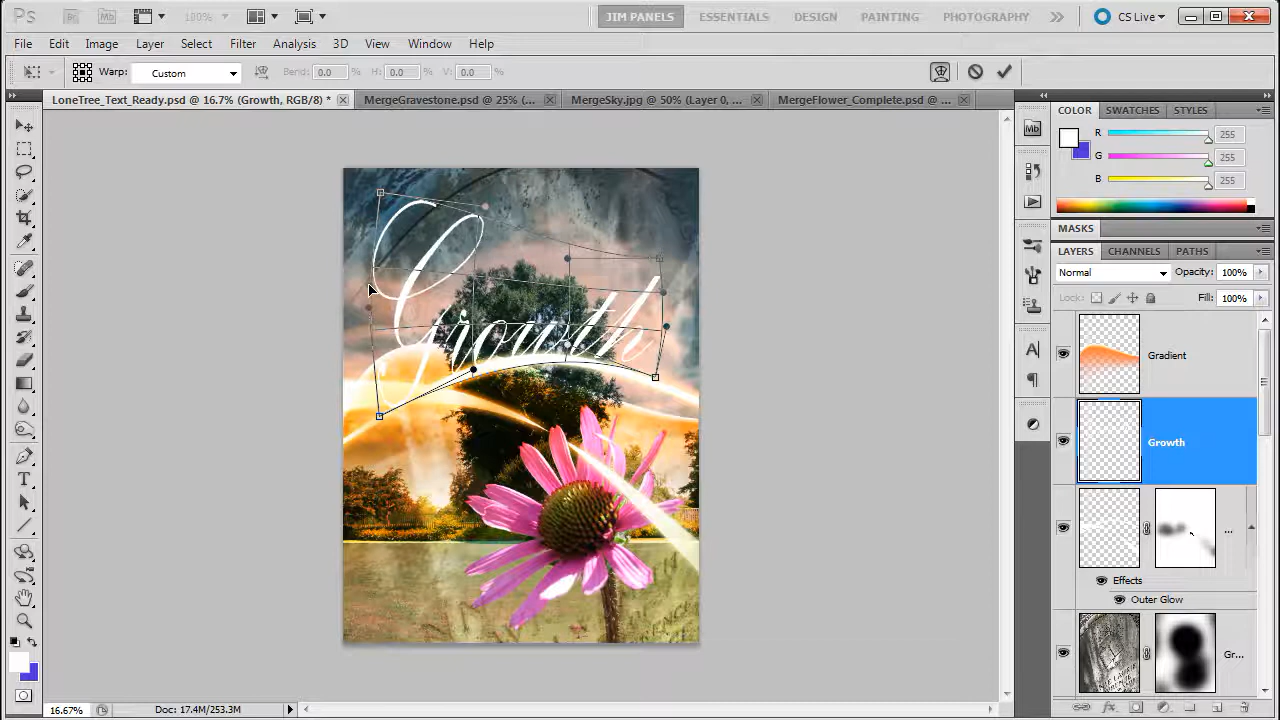 Ps Br Mb 100% JIM PANELS ESSENTIALS DESIGN PAINTING PHOTOGRAPHY CS Live
File Edit Image Layer Select Filter Analysis 3D View Window Help
Warp: Custom Bend: 0.0 % H: 0.0 % V: 0.0 %
LoneTree_Text_Ready.psd @ 16.7% (Growth, RGB/8) * MergeGravestone.psd @ 25% (... MergeSky.jpg @ 50% (Layer 0, ... MergeFlower_Complete.psd @ ...
COLOR SWATCHES STYLES
R 255
G 255
B 255
MASKS
LAYERS CHANNELS PATHS
Normal Opacity: 100%
Lock: Fill: 100%
Gradient
Growth
...
Effects
Outer Glow
Gr...
Mb
A
Growth
16.67% Doc: 17.4M/253.3M